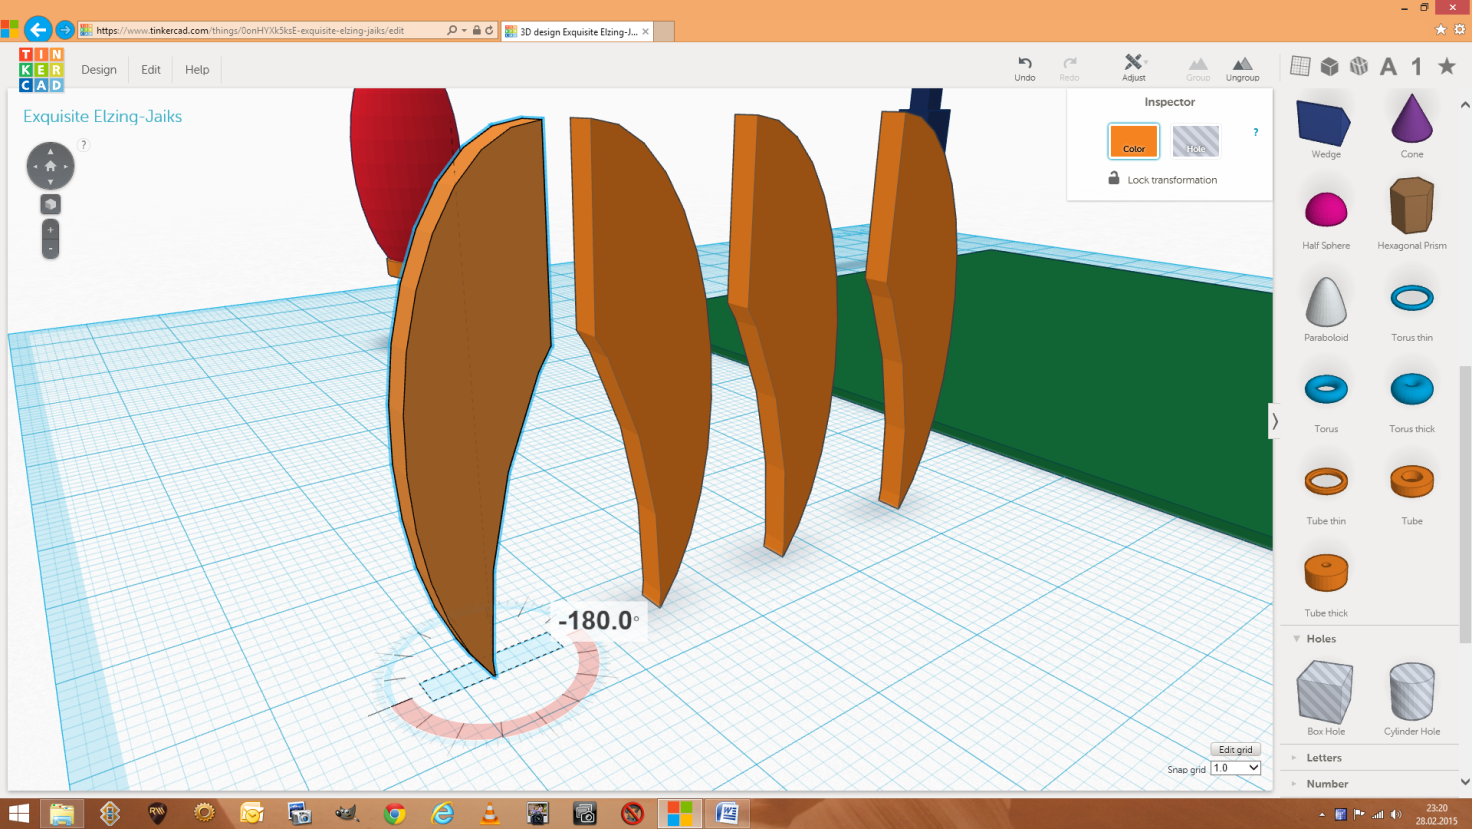 https://www.tinkercad.com/things/0onHYXk5ksE-exquisite-elzing-jaiks/edit
3D design Exquisite Elzing-J...
TIN
KER
CAD
Design
Edit
Help
Undo
Redo
Adjust
Group
Ungroup
A
1
Exquisite Elzing-Jaiks
?
+
-
Inspector
Color
Hole
?
Lock transformation
Wedge
Cone
Half Sphere
Hexagonal Prism
Paraboloid
Torus thin
Torus
Torus thick
Tube thin
Tube
Tube thick
Holes
Box Hole
Cylinder Hole
Letters
Number
-180.0°
Edit grid
Snap grid
1.0
23:20
28.02.2015